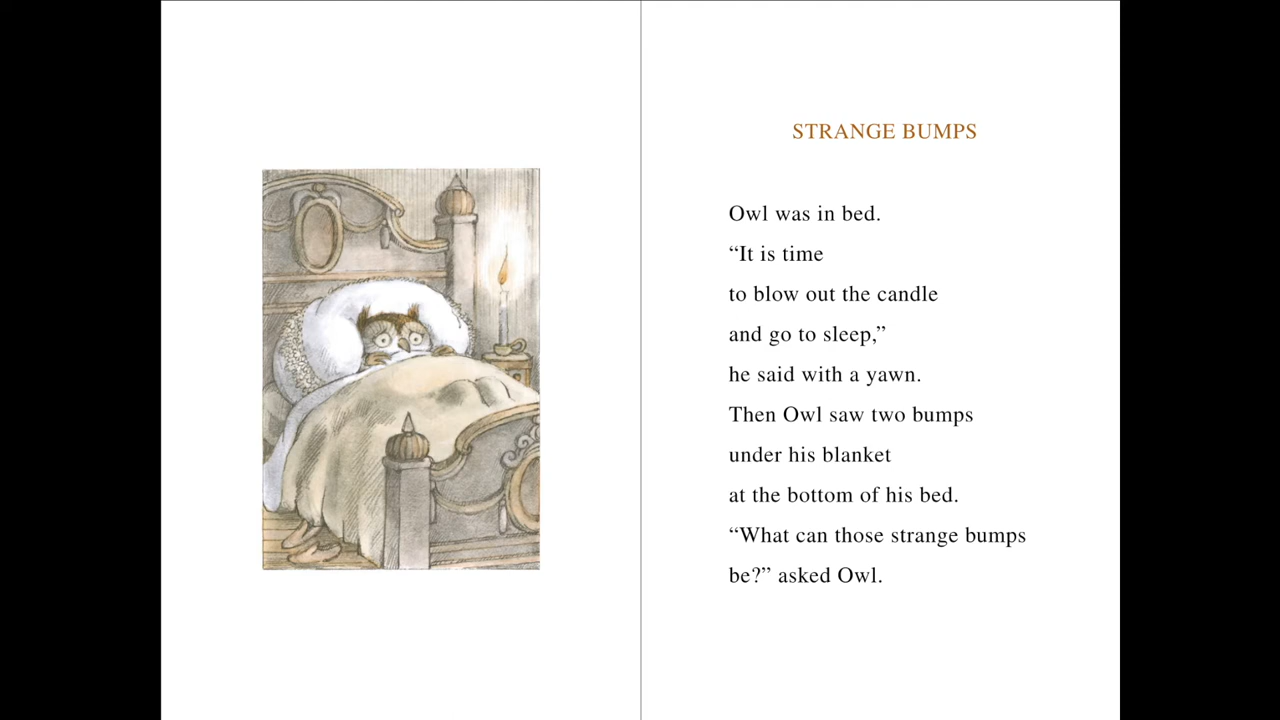 STRANGE BUMPS
Owl was in bed.
“It is time
to blow out the candle
and go to sleep,”
he said with a yawn.
Then Owl saw two bumps
under his blanket
at the bottom of his bed.
“What can those strange bumps
be?” asked Owl.